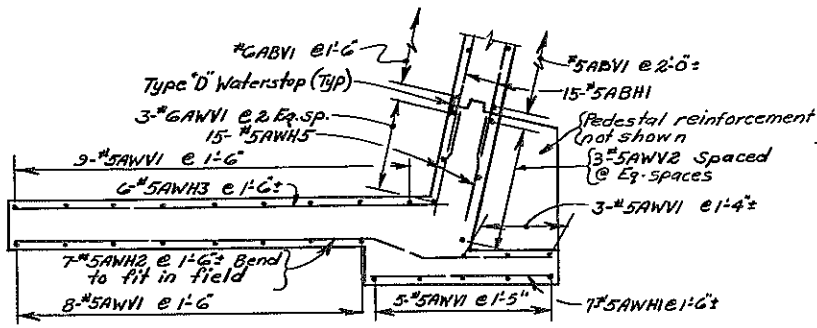 #6ABV1 @ 1'-6"
Type "D" Waterstop (Typ)
3-#6AWV1 @ 2 Eq. sp.
15-#5AWH5
9-#5AWV1 @ 1'-6"
6-#5AWH3 @ 1'-6"±
#5ABV1 @ 2'-0"±
15-#5ABH1
Pedestal reinforcement
not shown
3-#5AWV2 Spaced
@ Eq. spaces
3-#5AWV1 @ 1'-4"±
7-#5AWH2 @ 1'-6"± Bend
to fit in field
8-#5AWV1 @ 1'-6"
5-#5AWV1 @ 1'-5"
7#5AWH1 @ 1'-6"±